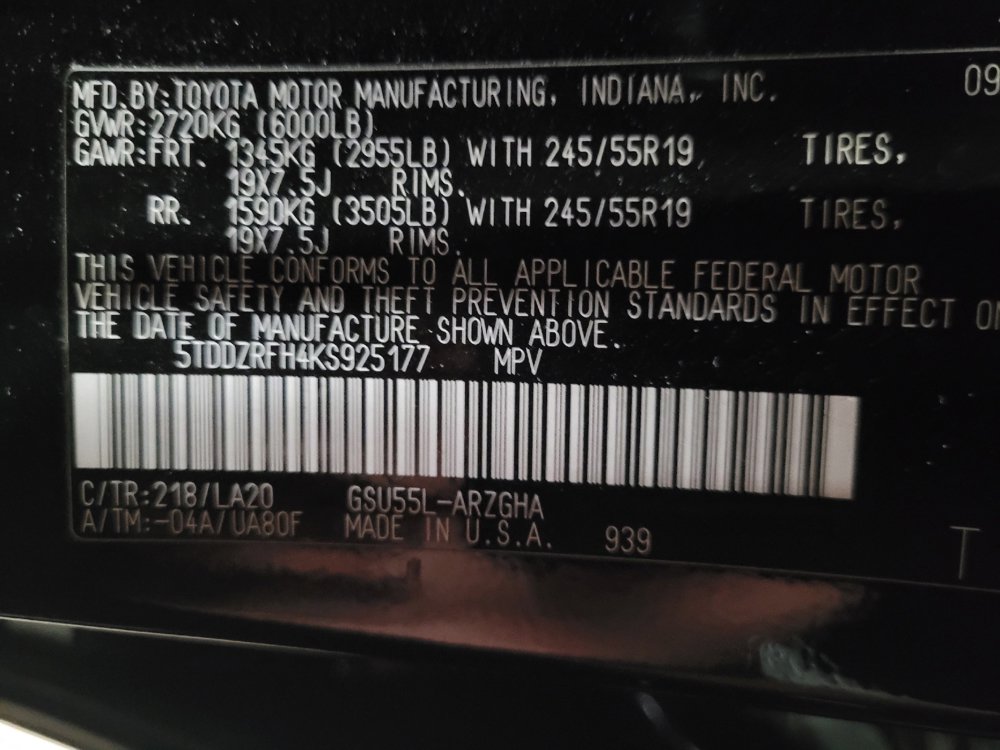 MFD.BY:TOYOTA MOTOR MANUFACTURING, INDIANA, INC. 09
GVWR:2720KG (6000LB)
GAWR:FRT. 1345KG (2955LB) WITH 245/55R19 TIRES,
19X7.5J RIMS.
RR. 1590KG (3505LB) WITH 245/55R19 TIRES,
19X7.5J RIMS.
THIS VEHICLE CONFORMS TO ALL APPLICABLE FEDERAL MOTOR
VEHICLE SAFETY AND THEFT PREVENTION STANDARDS IN EFFECT
THE DATE OF MANUFACTURE SHOWN ABOVE.
5TDDZRFH4KS925177 MPV
C/TR:218/LA20 GSU55L-ARZGHA
A/TM:-04A/UA80F MADE IN U.S.A. 939 T